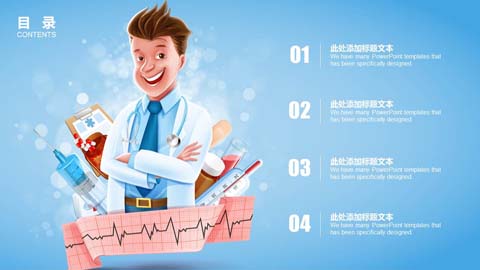 目录
CONTENTS
01
此处添加标题文本
We have many PowerPoint templates that
has been specifically designed.
02
此处添加标题文本
We have many PowerPoint templates that
has been specifically designed.
03
此处添加标题文本
We have many PowerPoint templates that
has been specifically designed.
04
此处添加标题文本
We have many PowerPoint templates that
has been specifically designed.